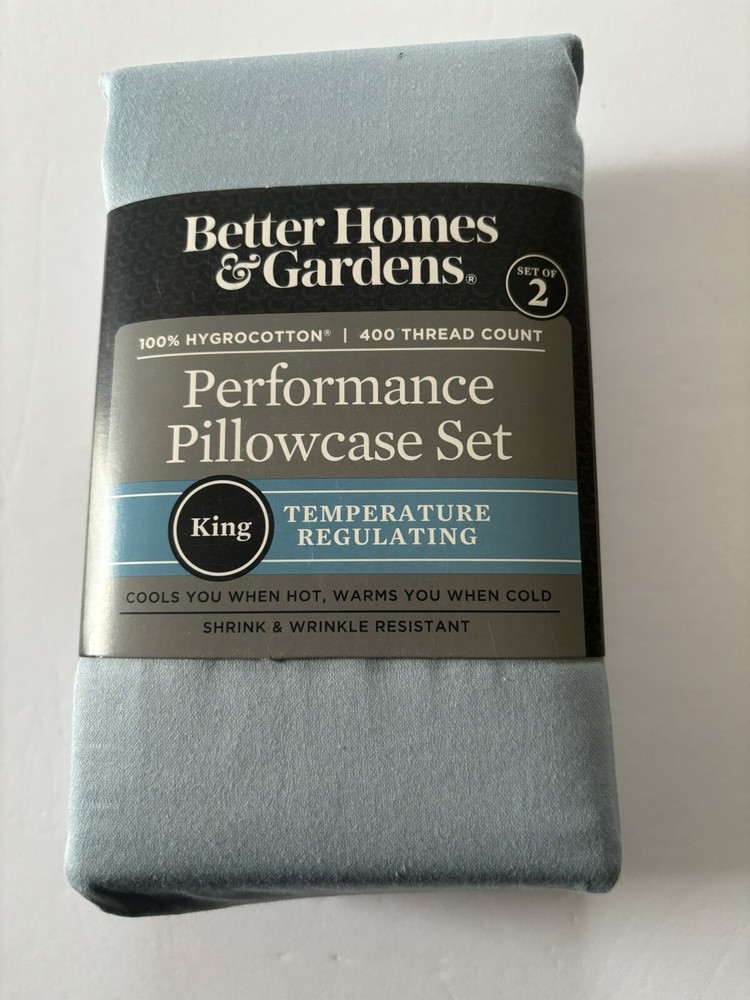 Better Homes
& Gardens®
SET OF
2
100% HYGROCOTTON® | 400 THREAD COUNT
Performance
Pillowcase Set
King
TEMPERATURE
REGULATING
COOLS YOU WHEN HOT, WARMS YOU WHEN COLD
SHRINK & WRINKLE RESISTANT